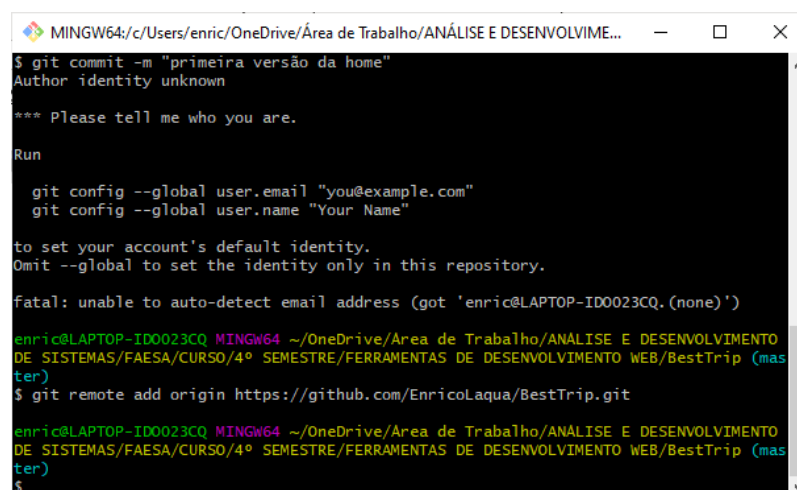 MINGW64:/c/Users/enric/OneDrive/Área de Trabalho/ANÁLISE E DESENVOLVIME...
$ git commit -m "primeira versão da home"
Author identity unknown
*** Please tell me who you are.
Run
git config --global user.email "you@example.com"
git config --global user.name "Your Name"
to set your account's default identity.
Omit --global to set the identity only in this repository.
fatal: unable to auto-detect email address (got 'enric@LAPTOP-IDO023CQ.(none)')
enric@LAPTOP-IDO023CQ MINGW64 ~/OneDrive/Área de Trabalho/ANÁLISE E DESENVOLVIMENTO
DE SISTEMAS/FAESA/CURSO/4º SEMESTRE/FERRAMENTAS DE DESENVOLVIMENTO WEB/BestTrip (mas
ter)
$ git remote add origin https://github.com/EnricoLaqua/BestTrip.git
enric@LAPTOP-IDO023CQ MINGW64 ~/OneDrive/Área de Trabalho/ANÁLISE E DESENVOLVIMENTO
DE SISTEMAS/FAESA/CURSO/4º SEMESTRE/FERRAMENTAS DE DESENVOLVIMENTO WEB/BestTrip (mas
ter)
$